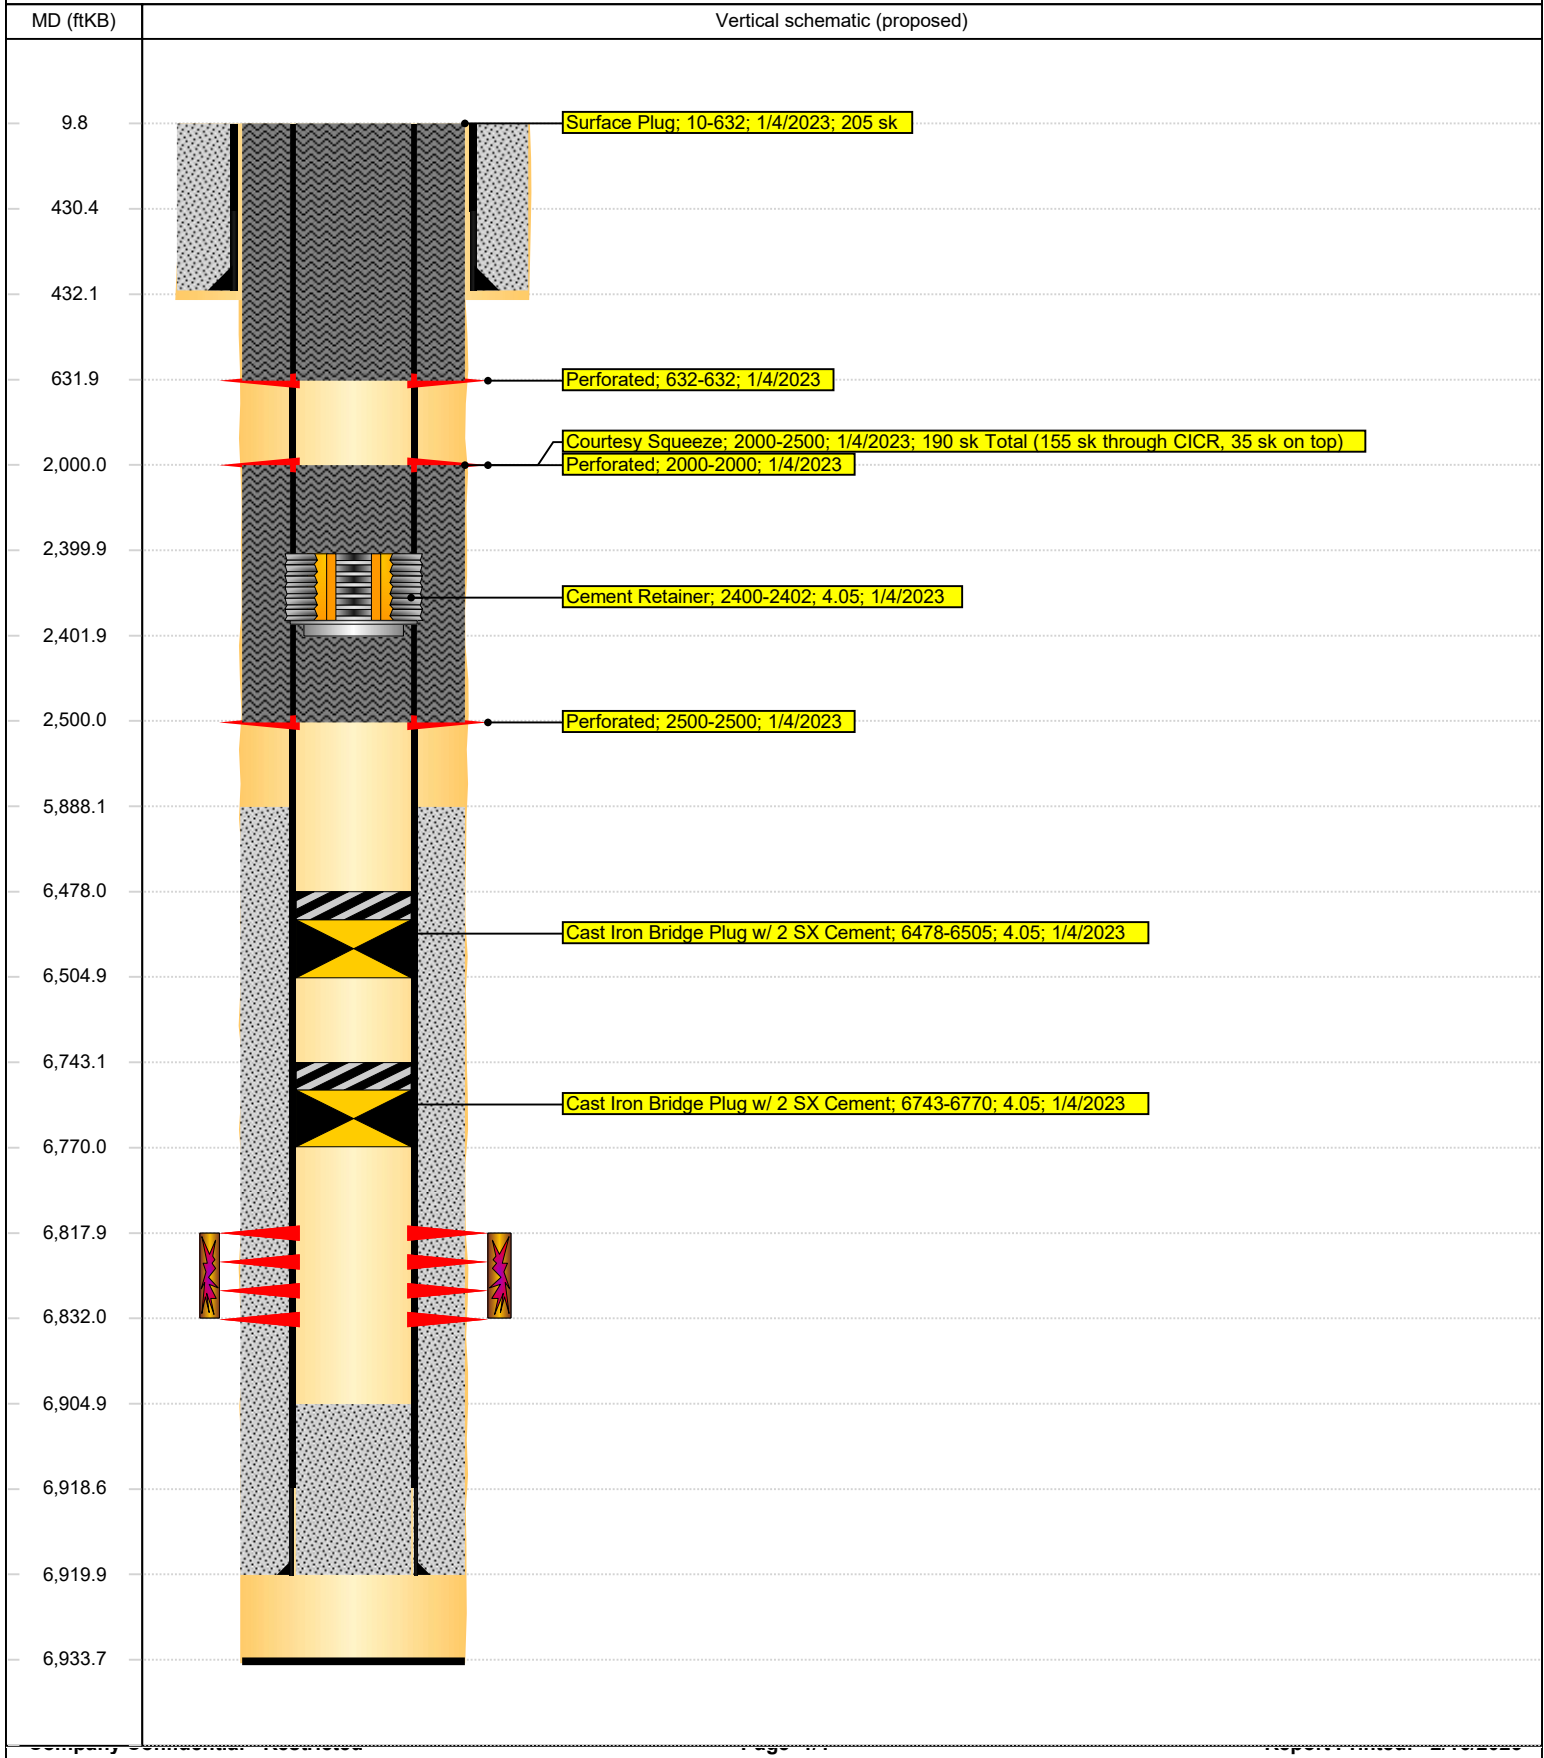 MD (ftKB) Vertical schematic (proposed)
9.8 Surface Plug; 10-632; 1/4/2023; 205 sk
430.4
432.1
631.9 Perforated; 632-632; 1/4/2023
Courtesy Squeeze; 2000-2500; 1/4/2023; 190 sk Total (155 sk through CICR, 35 sk on top)
2,000.0 Perforated; 2000-2000; 1/4/2023
2,399.9
Cement Retainer; 2400-2402; 4.05; 1/4/2023
2,401.9
2,500.0 Perforated; 2500-2500; 1/4/2023
5,888.1
6,478.0
Cast Iron Bridge Plug w/ 2 SX Cement; 6478-6505; 4.05; 1/4/2023
6,504.9
6,743.1
Cast Iron Bridge Plug w/ 2 SX Cement; 6743-6770; 4.05; 1/4/2023
6,770.0
6,817.9
6,832.0
6,904.9
6,918.6
6,919.9
6,933.7